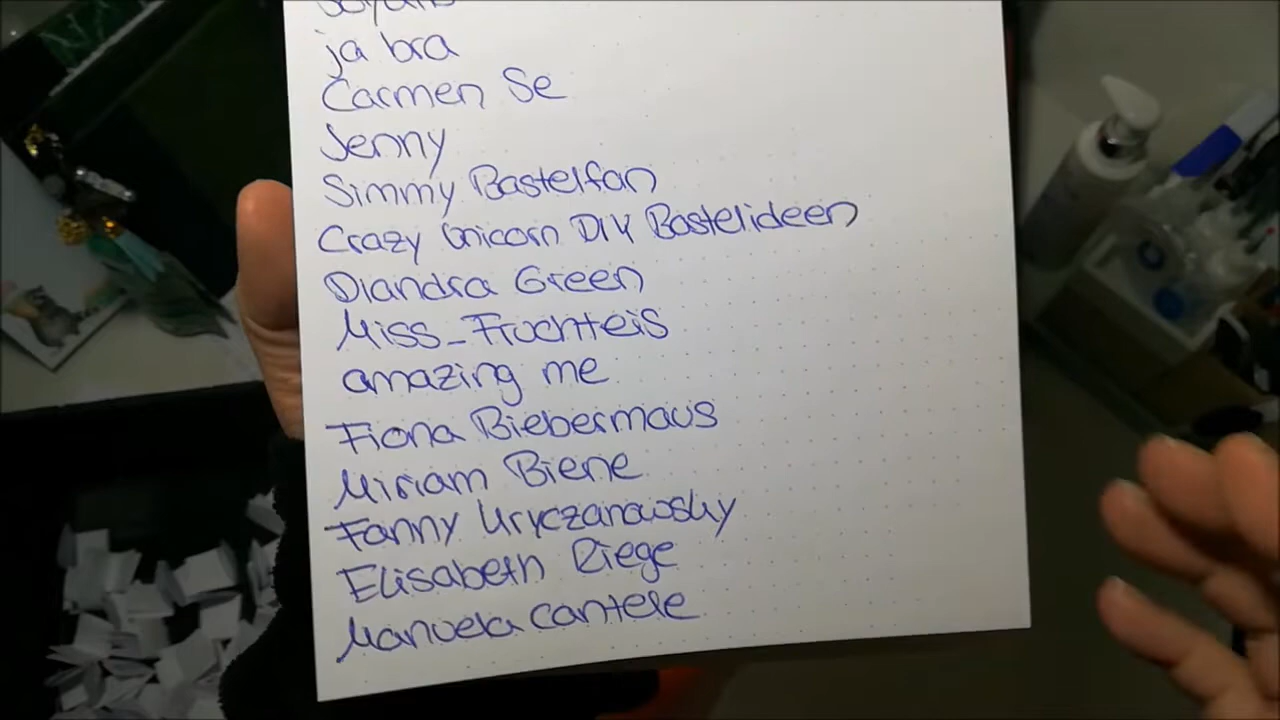 ja bra
Carmen Se
Jenny
Simmy Bastelfan
Crazy Unicorn DIY Bastelideen
Diandra Green
Miss_Fruchteis
amazing me
Fiona Biebermaus
Miriam Biene
Fanny Kryczanowsky
Elisabeth Riege
Manuela Cantele